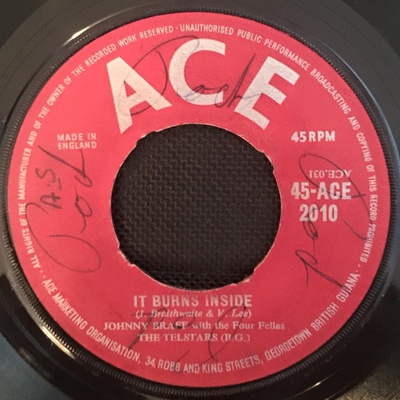 ALL RIGHTS OF THE MANUFACTURER AND OF THE OWNER OF THE RECORDED WORK RESERVED - UNAUTHORISED PUBLIC PERFORMANCE BROADCASTING AND COPYING OF THIS RECORD PROHIBITED
ACE
MADE IN
ENGLAND
45 RPM
ACE.031
45-ACE
2010
A-S
IT BURNS INSIDE
(J. Braithwaite & V. Lee)
JOHNNY BRAFF with the Four Fellas
THE TELSTARS (B.G.)
ACE MARKETING ORGANISATION, 34, ROBB AND KING STREETS, GEORGETOWN BRITISH GUIANA.